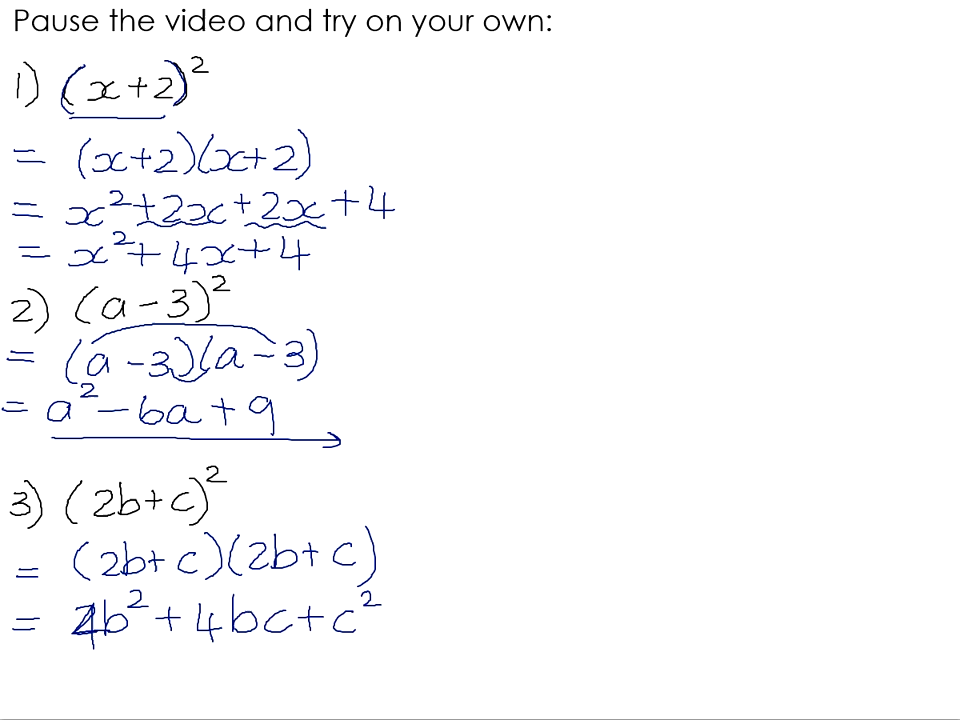 Pause the video and try on your own:
1) (x+2)²
= (x+2)(x+2)
= x²+2x+2x+4
= x²+4x+4
2) (a-3)²
= (a-3)(a-3)
= a²-6a+9
3) (2b+c)²
= (2b+c)(2b+c)
= 4b²+4bc+c²